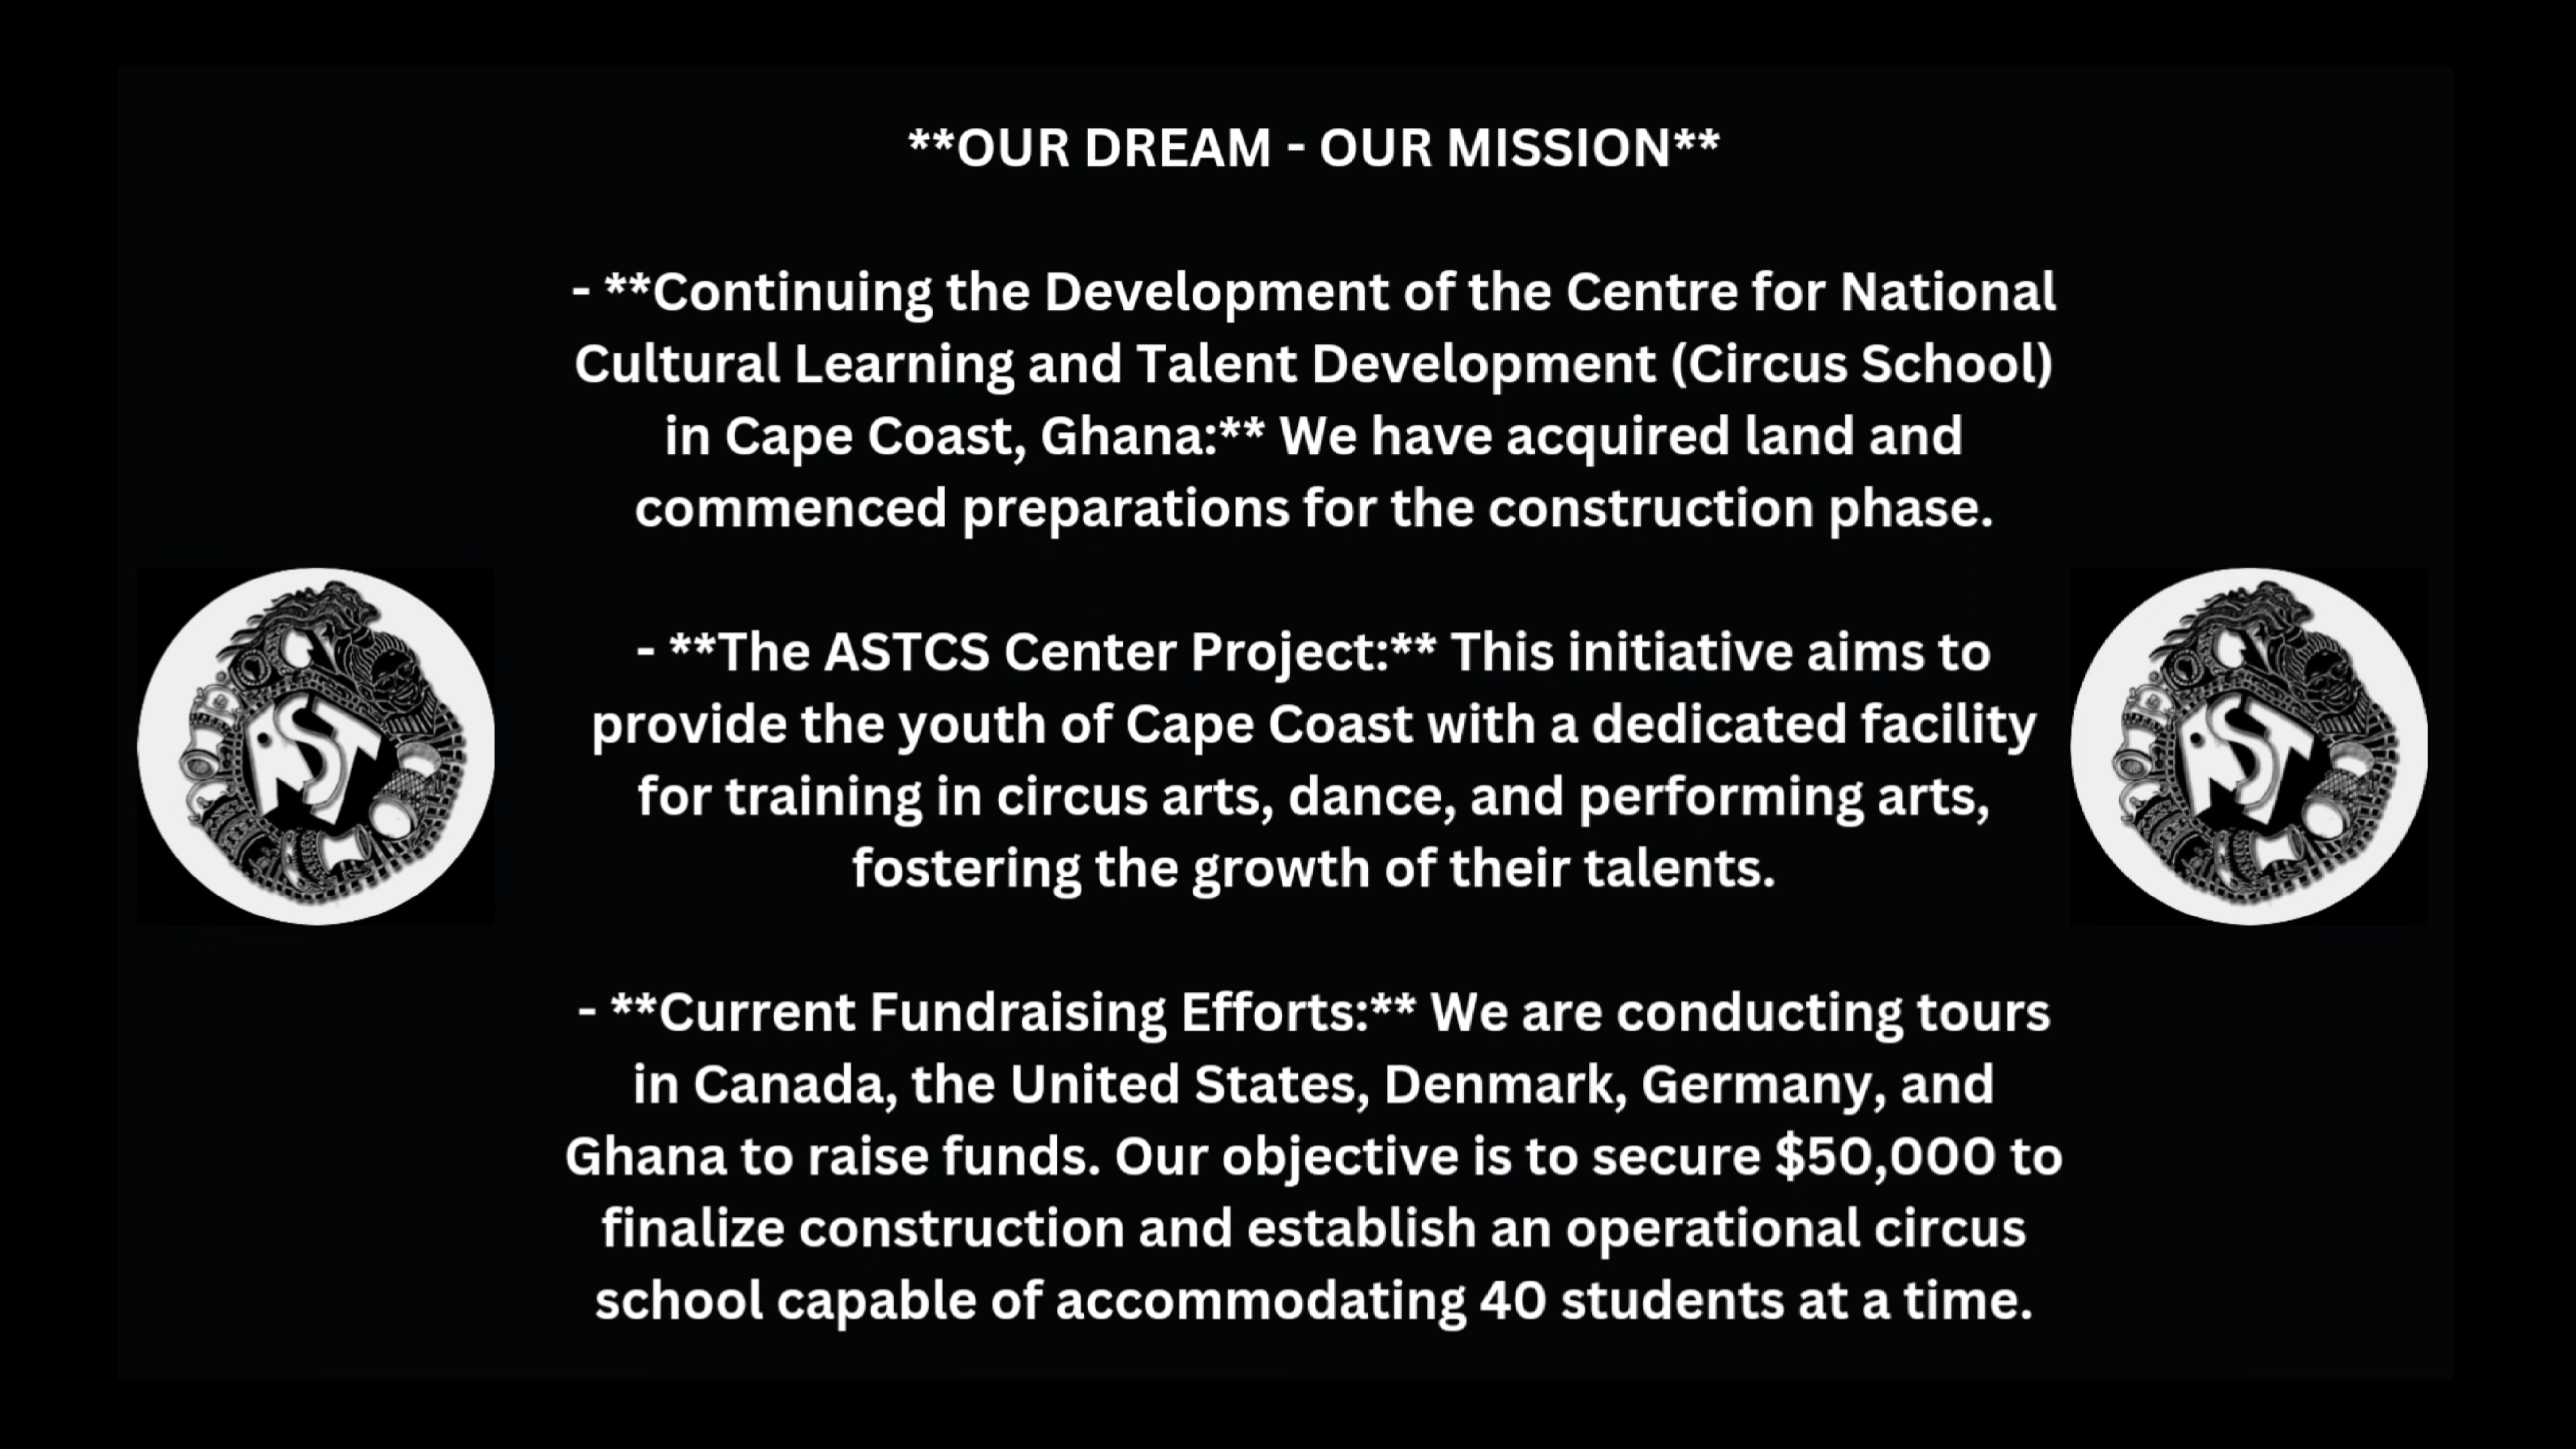 **OUR DREAM - OUR MISSION**
- **Continuing the Development of the Centre for National
Cultural Learning and Talent Development (Circus School)
in Cape Coast, Ghana:** We have acquired land and
commenced preparations for the construction phase.
- **The ASTCS Center Project:** This initiative aims to
provide the youth of Cape Coast with a dedicated facility
for training in circus arts, dance, and performing arts,
fostering the growth of their talents.
AST
AST
- **Current Fundraising Efforts:** We are conducting tours
in Canada, the United States, Denmark, Germany, and
Ghana to raise funds. Our objective is to secure $50,000 to
finalize construction and establish an operational circus
school capable of accommodating 40 students at a time.